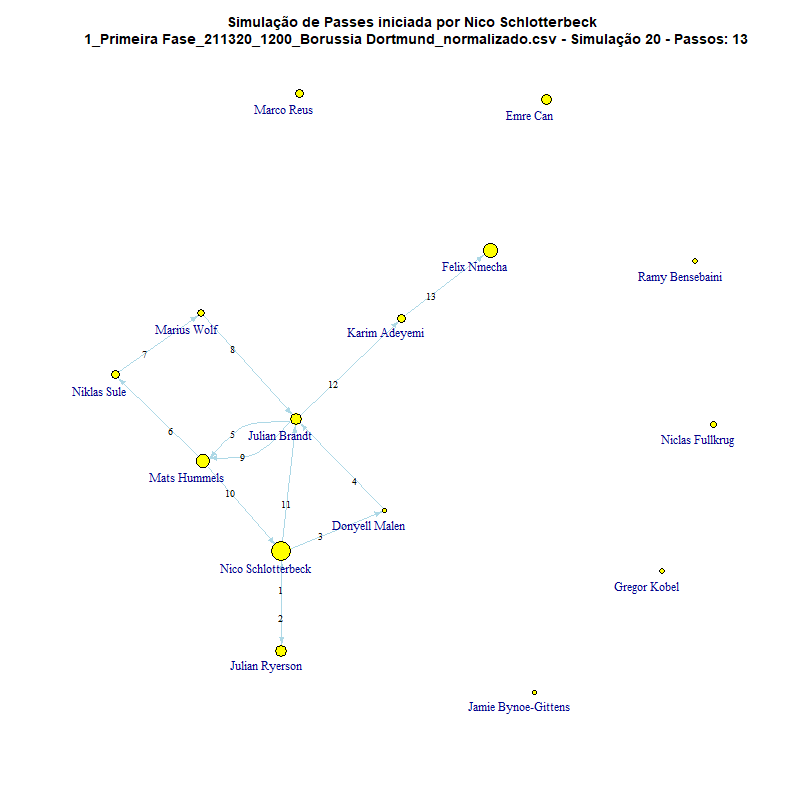 Simulação de Passes iniciada por Nico Schlotterbeck
1_Primeira Fase_211320_1200_Borussia Dortmund_normalizado.csv - Simulação 20 - Passos: 13
Marco Reus
Emre Can
Felix Nmecha
Ramy Bensebaini
13
Marius Wolf
Karim Adeyemi
8
7
12
Niklas Sule
6
5
Julian Brandt
Niclas Fullkrug
9
Mats Hummels
4
10
11
Donyell Malen
3
Nico Schlotterbeck
Gregor Kobel
1
2
Julian Ryerson
Jamie Bynoe-Gittens